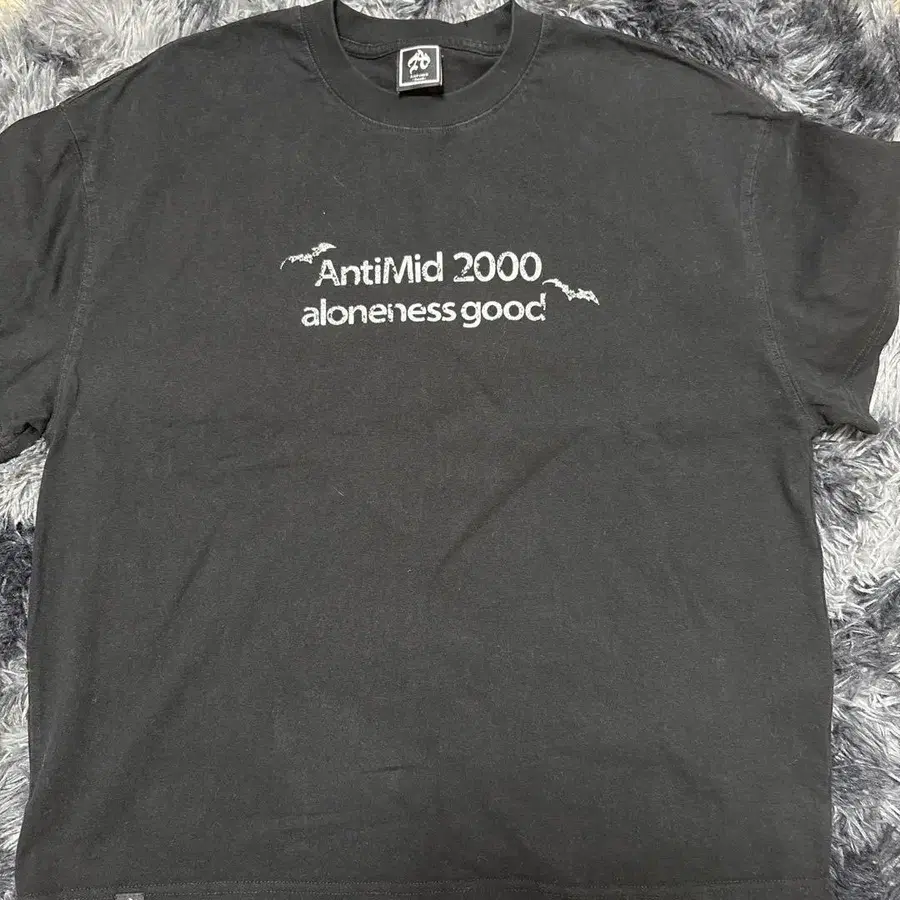 AntiMid 2000
aloneness good